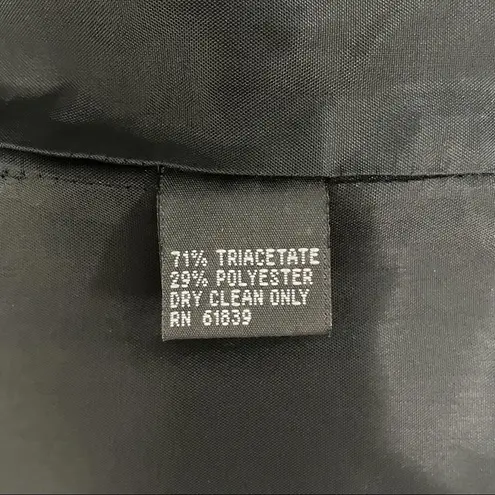 71% TRIACETATE
29% POLYESTER
DRY CLEAN ONLY
RN 61839